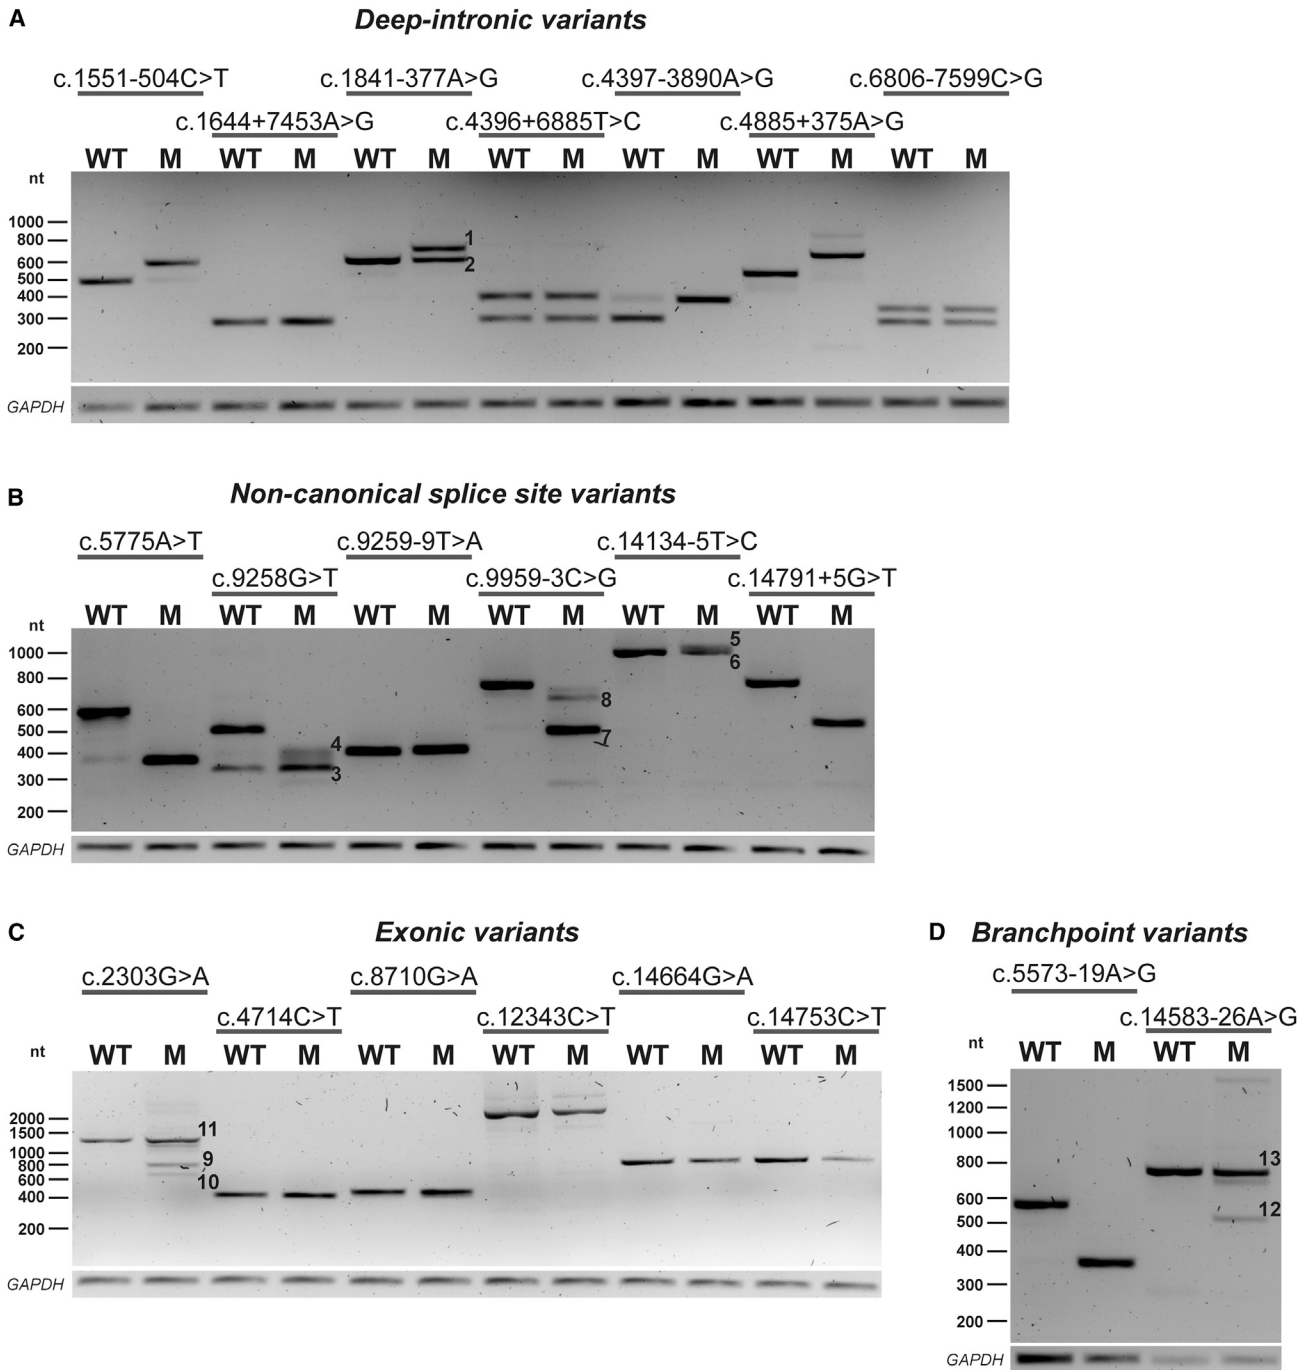 A Deep-intronic variants
c.1551-504C>T c.1841-377A>G c.4397-3890A>G c.6806-7599C>G
c.1644+7453A>G c.4396+6885T>C c.4885+375A>G
WT M WT M WT M WT M WT M WT M WT M
nt
1000
800
600
500
400
300
200
1
2
GAPDH
B Non-canonical splice site variants
c.5775A>T c.9259-9T>A c.14134-5T>C
c.9258G>T c.9959-3C>G c.14791+5G>T
WT M WT M WT M WT M WT M WT M
nt
1000
800
600
500
400
300
200
4
3
8
7
5
6
GAPDH
C Exonic variants
c.2303G>A c.8710G>A c.14664G>A
c.4714C>T c.12343C>T c.14753C>T
WT M WT M WT M WT M WT M WT M
nt
2000
1500
1000
800
600
400
200
11
9
10
GAPDH
D Branchpoint variants
c.5573-19A>G
c.14583-26A>G
WT M WT M
nt
1500
1200
1000
800
600
500
400
300
200
13
12
GAPDH